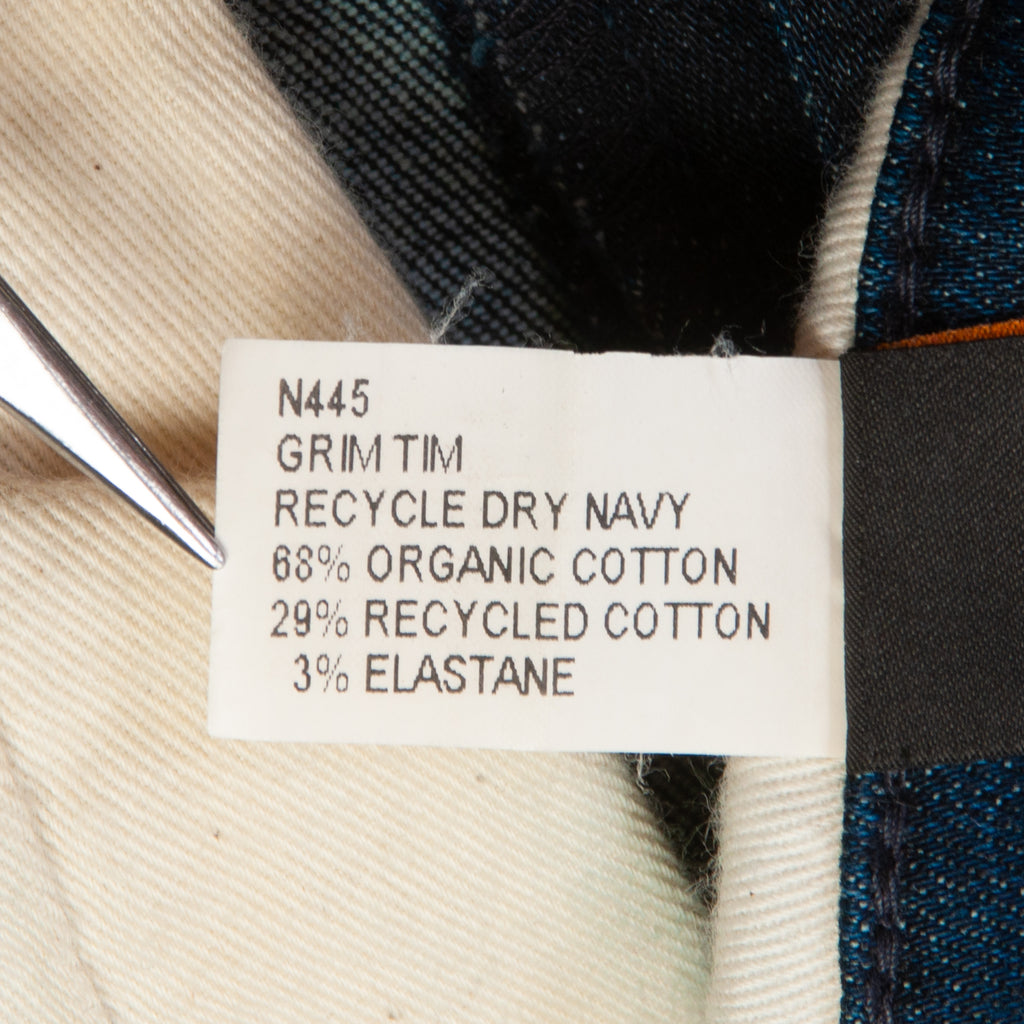 N445
GRIM TIM
RECYCLE DRY NAVY
68% ORGANIC COTTON
29% RECYCLED COTTON
3% ELASTANE